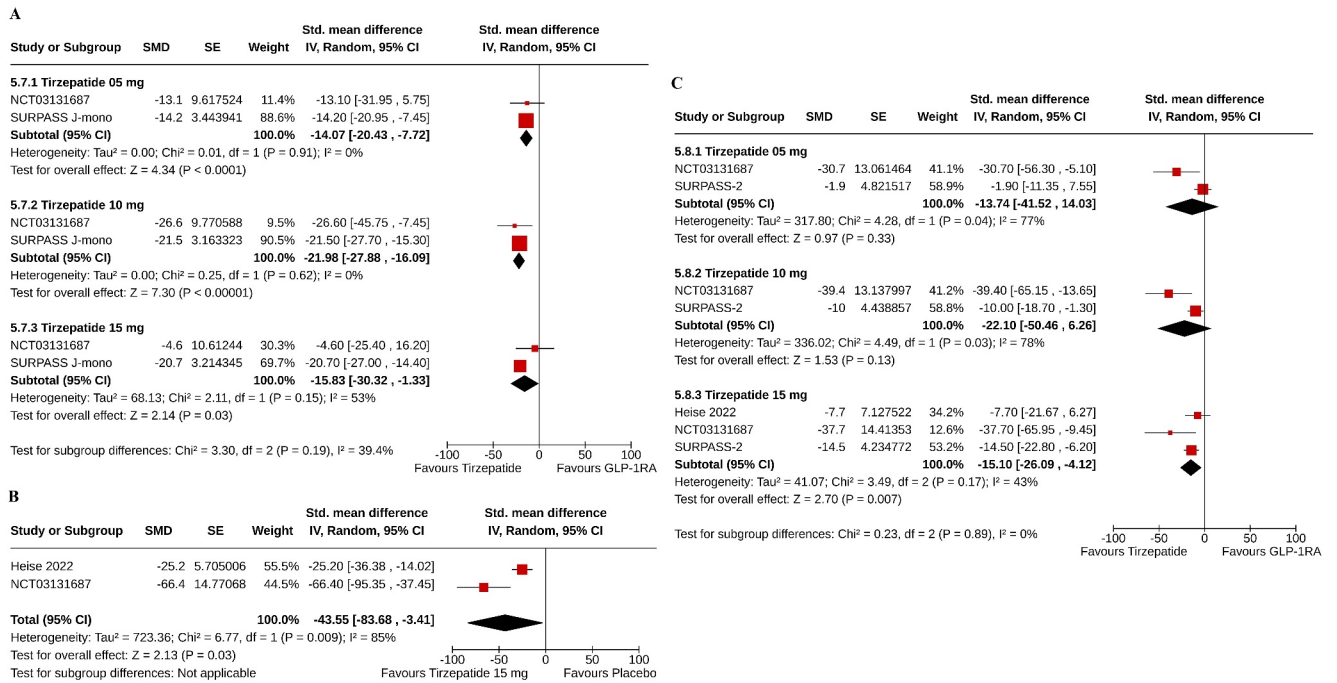 A
Std. mean difference Std. mean difference
Study or Subgroup SMD SE Weight IV, Random, 95% CI IV, Random, 95% CI
5.7.1 Tirzepatide 05 mg
NCT03131687 -13.1 9.617524 11.4% -13.10 [-31.95 , 5.75]
SURPASS J-mono -14.2 3.443941 88.6% -14.20 [-20.95 , -7.45]
Subtotal (95% CI) 100.0% -14.07 [-20.43 , -7.72]
Heterogeneity: Tau² = 0.00; Chi² = 0.01, df = 1 (P = 0.91); I² = 0%
Test for overall effect: Z = 4.34 (P < 0.0001)
5.7.2 Tirzepatide 10 mg
NCT03131687 -26.6 9.770588 9.5% -26.60 [-45.75 , -7.45]
SURPASS J-mono -21.5 3.163323 90.5% -21.50 [-27.70 , -15.30]
Subtotal (95% CI) 100.0% -21.98 [-27.88 , -16.09]
Heterogeneity: Tau² = 0.00; Chi² = 0.25, df = 1 (P = 0.62); I² = 0%
Test for overall effect: Z = 7.30 (P < 0.00001)
5.7.3 Tirzepatide 15 mg
NCT03131687 -4.6 10.61244 30.3% -4.60 [-25.40 , 16.20]
SURPASS J-mono -20.7 3.214345 69.7% -20.70 [-27.00 , -14.40]
Subtotal (95% CI) 100.0% -15.83 [-30.32 , -1.33]
Heterogeneity: Tau² = 68.13; Chi² = 2.11, df = 1 (P = 0.15); I² = 53%
Test for overall effect: Z = 2.14 (P = 0.03)
Test for subgroup differences: Chi² = 3.30, df = 2 (P = 0.19), I² = 39.4%
-100 -50 0 50 100
Favours Tirzepatide Favours GLP-1RA
B
Std. mean difference Std. mean difference
Study or Subgroup SMD SE Weight IV, Random, 95% CI IV, Random, 95% CI
Heise 2022 -25.2 5.705006 55.5% -25.20 [-36.38 , -14.02]
NCT03131687 -66.4 14.77068 44.5% -66.40 [-95.35 , -37.45]
Total (95% CI) 100.0% -43.55 [-83.68 , -3.41]
Heterogeneity: Tau² = 723.36; Chi² = 6.77, df = 1 (P = 0.009); I² = 85%
Test for overall effect: Z = 2.13 (P = 0.03)
Test for subgroup differences: Not applicable
-100 -50 0 50 100
Favours Tirzepatide 15 mg Favours Placebo
C
Std. mean difference Std. mean difference
Study or Subgroup SMD SE Weight IV, Random, 95% CI IV, Random, 95% CI
5.8.1 Tirzepatide 05 mg
NCT03131687 -30.7 13.061464 41.1% -30.70 [-56.30 , -5.10]
SURPASS-2 -1.9 4.821517 58.9% -1.90 [-11.35 , 7.55]
Subtotal (95% CI) 100.0% -13.74 [-41.52 , 14.03]
Heterogeneity: Tau² = 317.80; Chi² = 4.28, df = 1 (P = 0.04); I² = 77%
Test for overall effect: Z = 0.97 (P = 0.33)
5.8.2 Tirzepatide 10 mg
NCT03131687 -39.4 13.137997 41.2% -39.40 [-65.15 , -13.65]
SURPASS-2 -10 4.438857 58.8% -10.00 [-18.70 , -1.30]
Subtotal (95% CI) 100.0% -22.10 [-50.46 , 6.26]
Heterogeneity: Tau² = 336.02; Chi² = 4.49, df = 1 (P = 0.03); I² = 78%
Test for overall effect: Z = 1.53 (P = 0.13)
5.8.3 Tirzepatide 15 mg
Heise 2022 -7.7 7.127522 34.2% -7.70 [-21.67 , 6.27]
NCT03131687 -37.7 14.41353 12.6% -37.70 [-65.95 , -9.45]
SURPASS-2 -14.5 4.234772 53.2% -14.50 [-22.80 , -6.20]
Subtotal (95% CI) 100.0% -15.10 [-26.09 , -4.12]
Heterogeneity: Tau² = 41.07; Chi² = 3.49, df = 2 (P = 0.17); I² = 43%
Test for overall effect: Z = 2.70 (P = 0.007)
Test for subgroup differences: Chi² = 0.23, df = 2 (P = 0.89), I² = 0%
-100 -50 0 50 100
Favours Tirzepatide Favours GLP-1RA